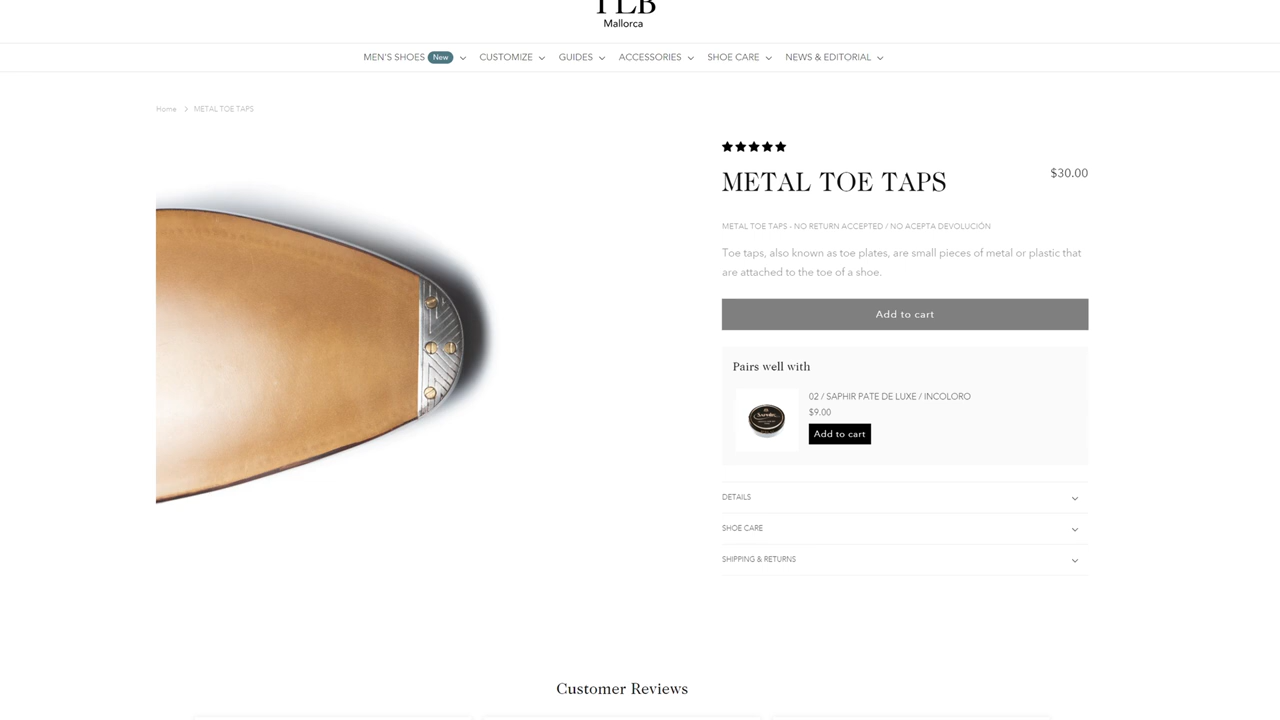 TLB
Mallorca
MEN'S SHOES New CUSTOMIZE GUIDES ACCESSORIES SHOE CARE NEWS & EDITORIAL
Home METAL TOE TAPS
METAL TOE TAPS
$30.00
METAL TOE TAPS - NO RETURN ACCEPTED / NO ACEPTA DEVOLUCIÓN
Toe taps, also known as toe plates, are small pieces of metal or plastic that
are attached to the toe of a shoe.
Add to cart
Pairs well with
02 / SAPHIR PATE DE LUXE / INCOLORO
$9.00
Add to cart
SAPHIR
DETAILS
SHOE CARE
SHIPPING & RETURNS
Customer Reviews